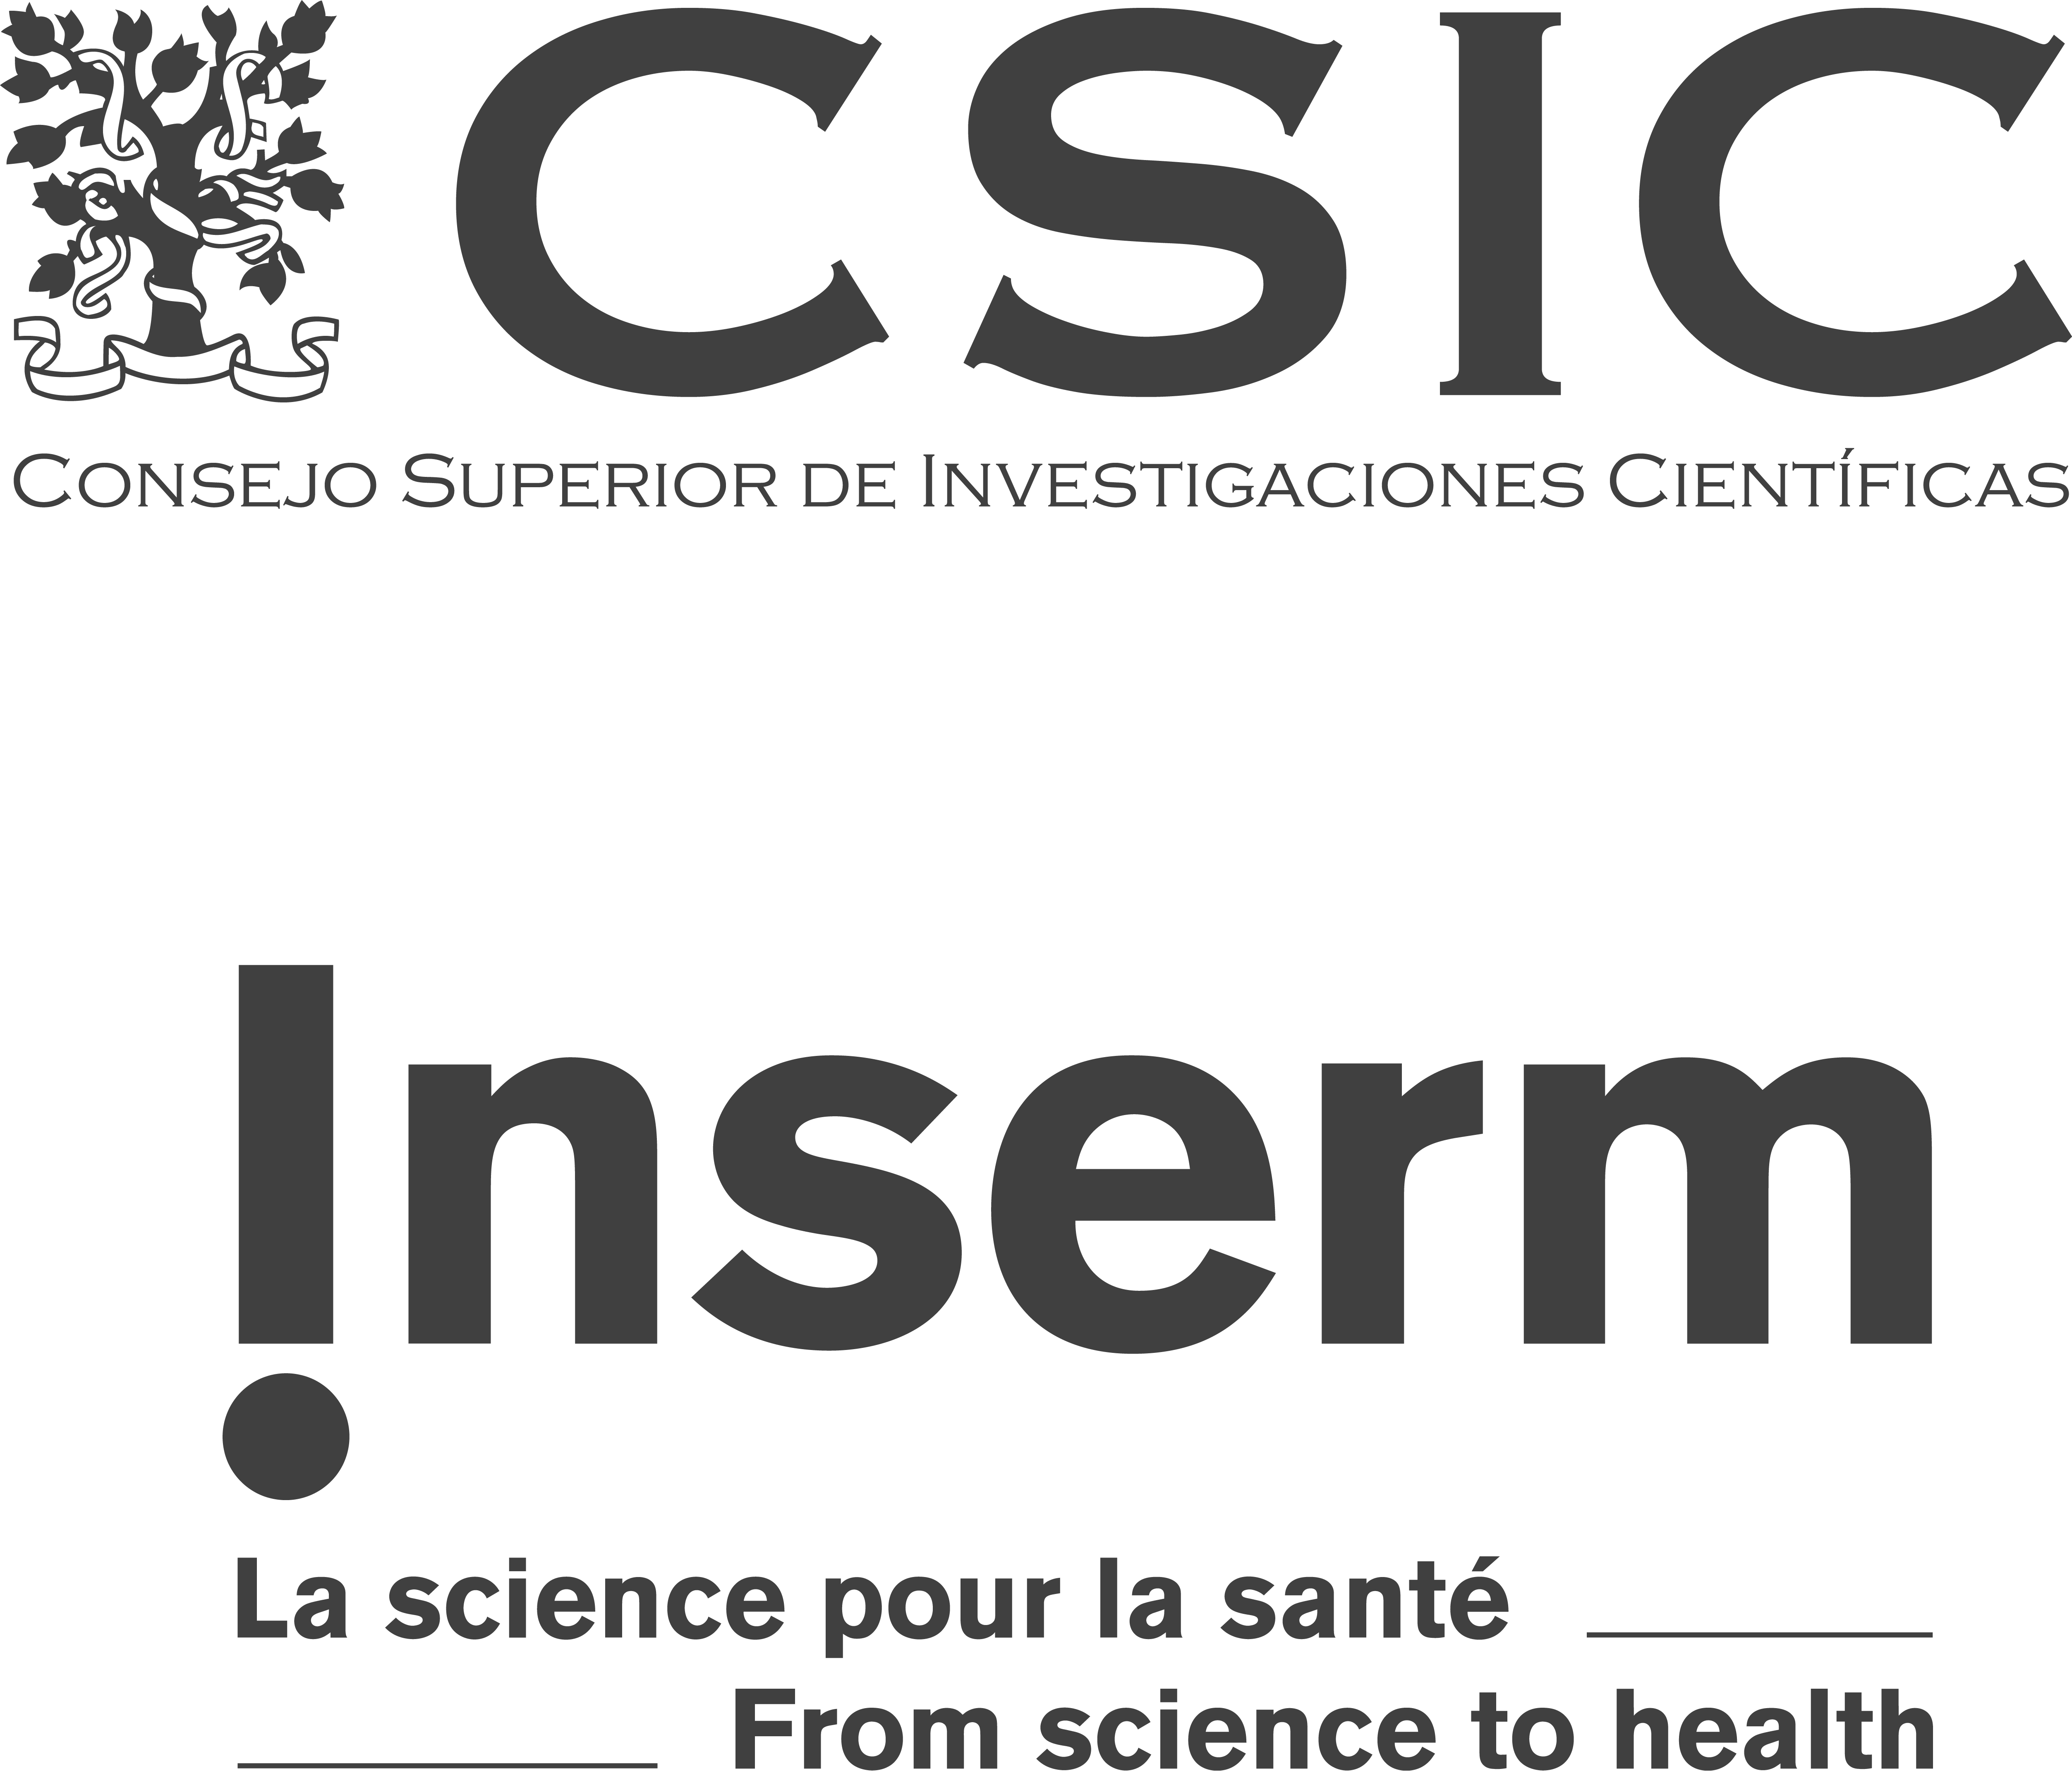 CSIC
CONSEJO SUPERIOR DE INVESTIGACIONES CIENTÍFICAS
Inserm
La science pour la santé
From science to health